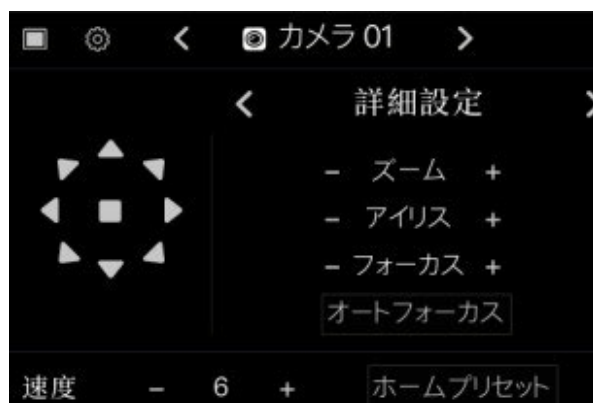 < カメラ 01 >
< 詳細設定 >
- ズーム +
- アイリス +
- フォーカス +
オートフォーカス
速度 - 6 + ホームプリセット